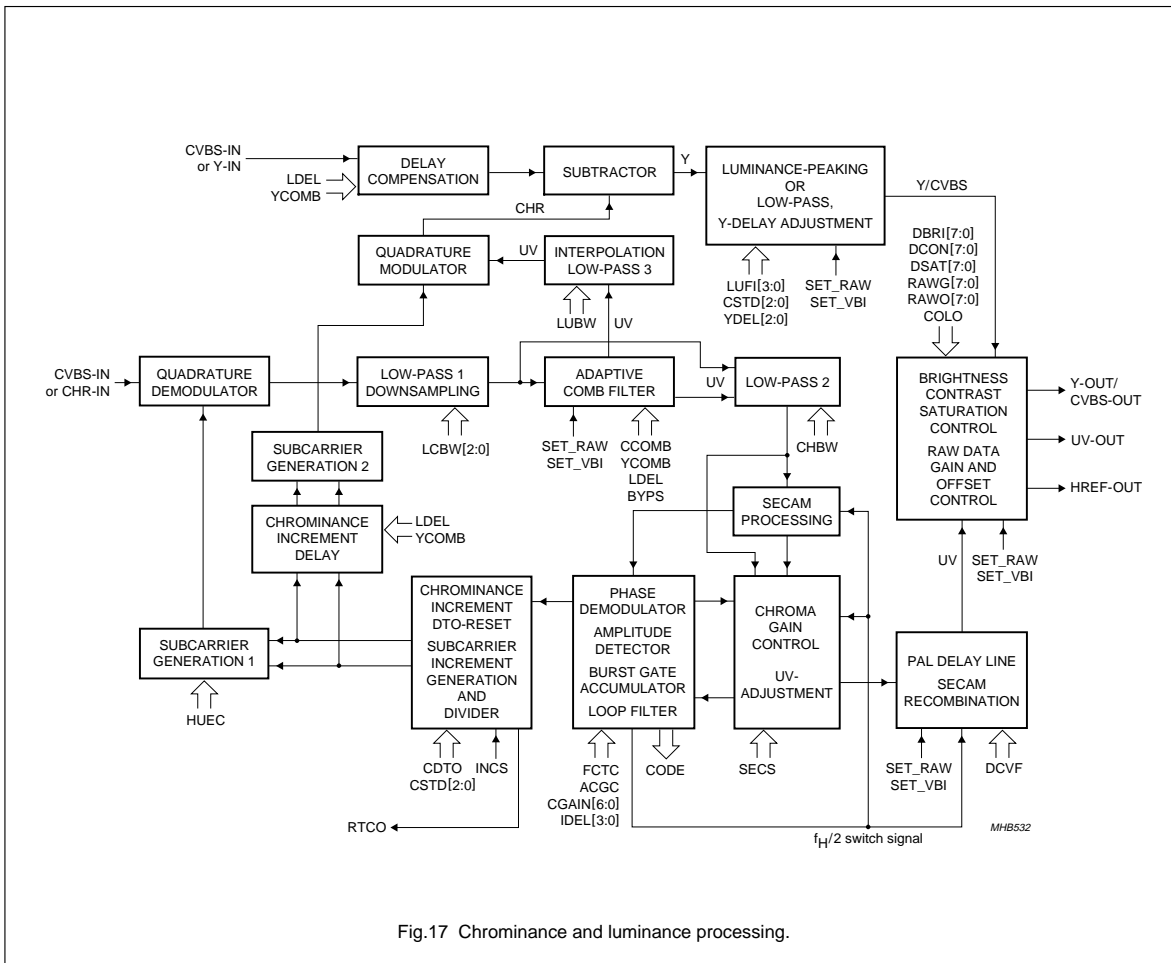 CVBS-IN
or Y-IN
LDEL
YCOMB
DELAY
COMPENSATION
SUBTRACTOR
Y
LUMINANCE-PEAKING
OR
LOW-PASS,
Y-DELAY ADJUSTMENT
Y/CVBS
CHR
QUADRATURE
MODULATOR
UV
INTERPOLATION
LOW-PASS 3
LUBW
UV
LUFI[3:0]
CSTD[2:0]
YDEL[2:0]
SET_RAW
SET_VBI
DBRI[7:0]
DCON[7:0]
DSAT[7:0]
RAWG[7:0]
RAWO[7:0]
COLO
CVBS-IN
or CHR-IN
QUADRATURE
DEMODULATOR
LOW-PASS 1
DOWNSAMPLING
LCBW[2:0]
ADAPTIVE
COMB FILTER
UV
LOW-PASS 2
CHBW
SET_RAW
SET_VBI
CCOMB
YCOMB
LDEL
BYPS
BRIGHTNESS
CONTRAST
SATURATION
CONTROL
RAW DATA
GAIN AND
OFFSET
CONTROL
Y-OUT/
CVBS-OUT
UV-OUT
HREF-OUT
SUBCARRIER
GENERATION 2
CHROMINANCE
INCREMENT
DELAY
LDEL
YCOMB
SECAM
PROCESSING
UV
SET_RAW
SET_VBI
SUBCARRIER
GENERATION 1
HUEC
CHROMINANCE
INCREMENT
DTO-RESET
SUBCARRIER
INCREMENT
GENERATION
AND
DIVIDER
CDTO
CSTD[2:0]
INCS
RTCO
PHASE
DEMODULATOR
AMPLITUDE
DETECTOR
BURST GATE
ACCUMULATOR
LOOP FILTER
FCTC
ACGC
CGAIN[6:0]
IDEL[3:0]
CODE
CHROMA
GAIN
CONTROL
UV-
ADJUSTMENT
SECS
PAL DELAY LINE
SECAM
RECOMBINATION
SET_RAW
SET_VBI
DCVF
fH/2 switch signal
MHB532
Fig.17 Chrominance and luminance processing.